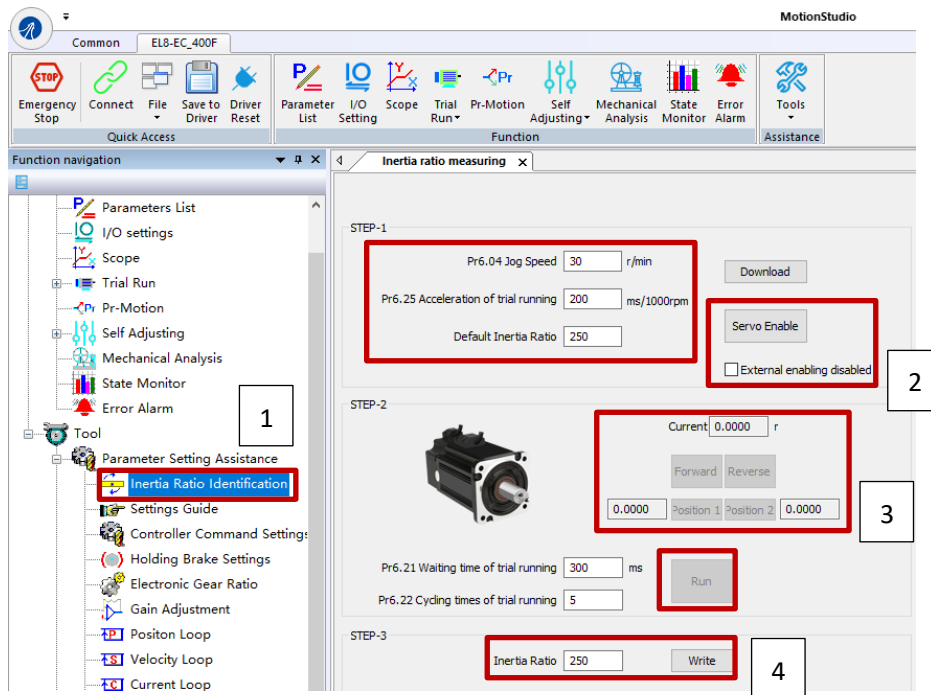 MotionStudio
Common EL8-EC_400F
STOP
Emergency Stop
Connect
File
Save to Driver
Driver Reset
Parameter List
I/O Setting
Scope
Trial Run
Pr-Motion
Self Adjusting
Mechanical Analysis
State Monitor
Error Alarm
Tools
Quick Access Function Assistance
Function navigation
Inertia ratio measuring x
Parameters List
I/O settings
Scope
Trial Run
Pr Pr-Motion
Self Adjusting
Mechanical Analysis
State Monitor
Error Alarm
1
Tool
Parameter Setting Assistance
Inertia Ratio Identification
Settings Guide
Controller Command Settings
Holding Brake Settings
Electronic Gear Ratio
Gain Adjustment
P Positon Loop
S Velocity Loop
C Current Loop
STEP-1
Pr6.04 Jog Speed 30 r/min
Download
Pr6.25 Acceleration of trial running 200 ms/1000rpm
Servo Enable
Default Inertia Ratio 250
External enabling disabled
2
STEP-2
Current 0.0000 r
Forward Reverse
0.0000 Position 1 Position 2 0.0000
3
Pr6.21 Waiting time of trial running 300 ms
Run
Pr6.22 Cycling times of trial running 5
STEP-3
Inertia Ratio 250 Write
4